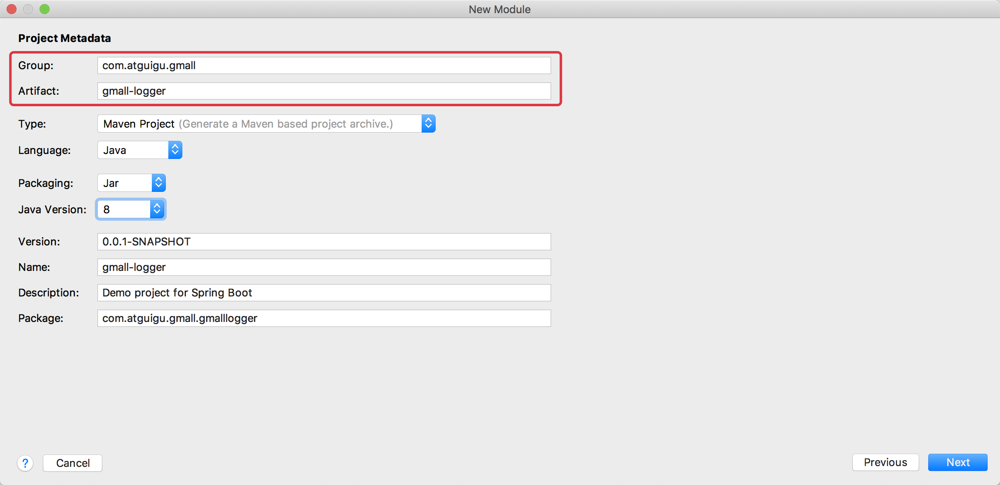 New Module
Project Metadata
Group: com.atguigu.gmall
Artifact: gmall-logger
Type: Maven Project (Generate a Maven based project archive.)
Language: Java
Packaging: Jar
Java Version: 8
Version: 0.0.1-SNAPSHOT
Name: gmall-logger
Description: Demo project for Spring Boot
Package: com.atguigu.gmall.gmalllogger
? Cancel Previous Next